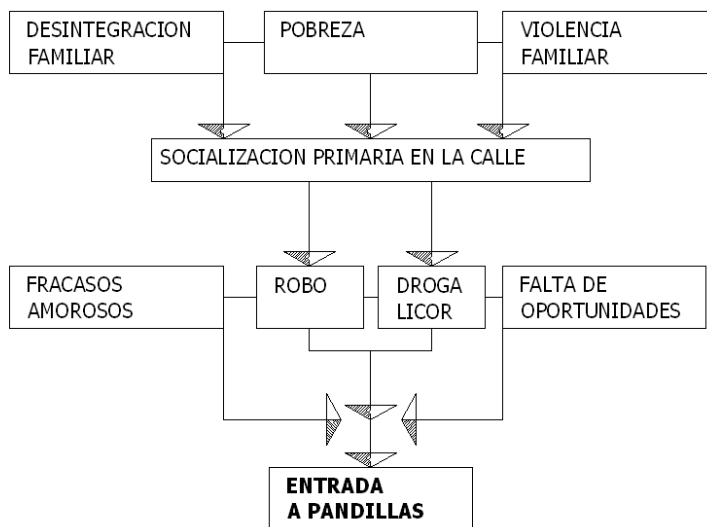 DESINTEGRACION
FAMILIAR
POBREZA
VIOLENCIA
FAMILIAR
SOCIALIZACION PRIMARIA EN LA CALLE
FRACASOS
AMOROSOS
ROBO
DROGA
LICOR
FALTA DE
OPORTUNIDADES
ENTRADA
A PANDILLAS